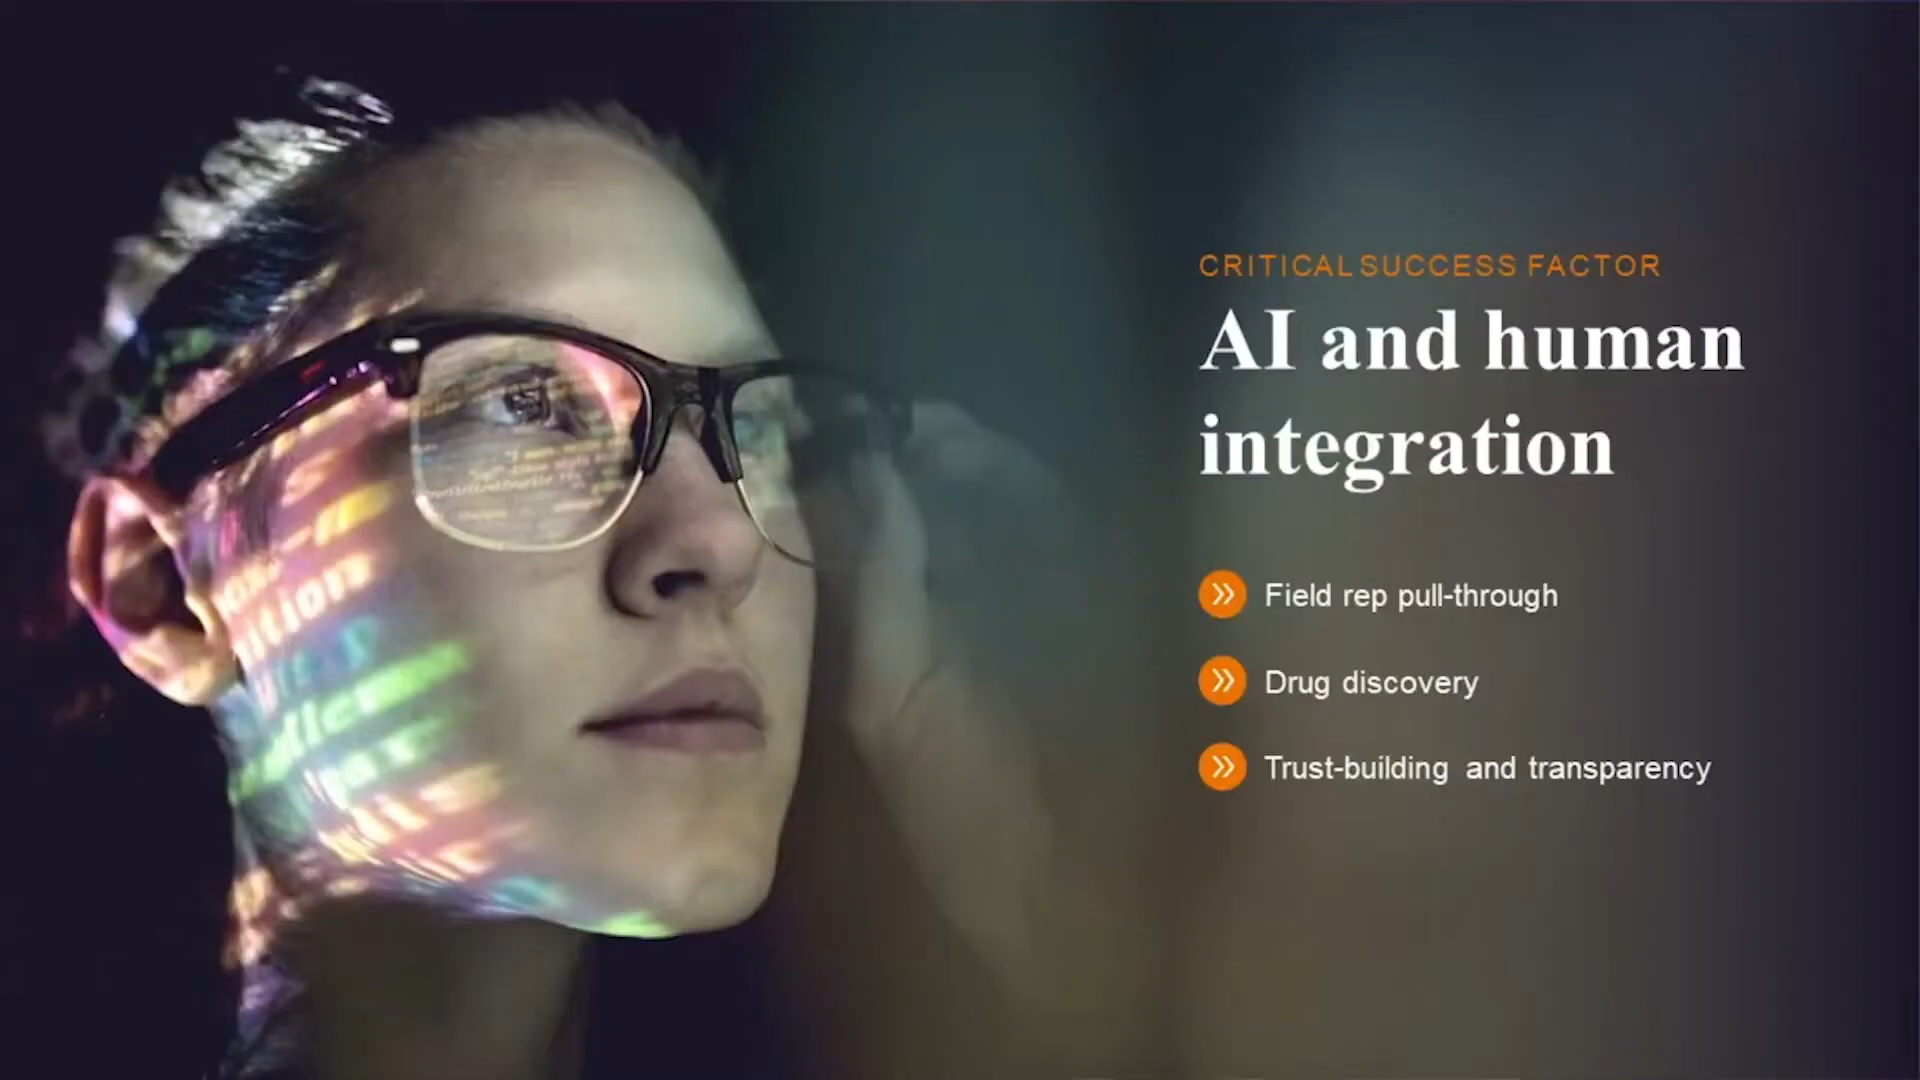 CRITICAL SUCCESS FACTOR
AI and human
integration
Field rep pull-through
Drug discovery
Trust-building and transparency